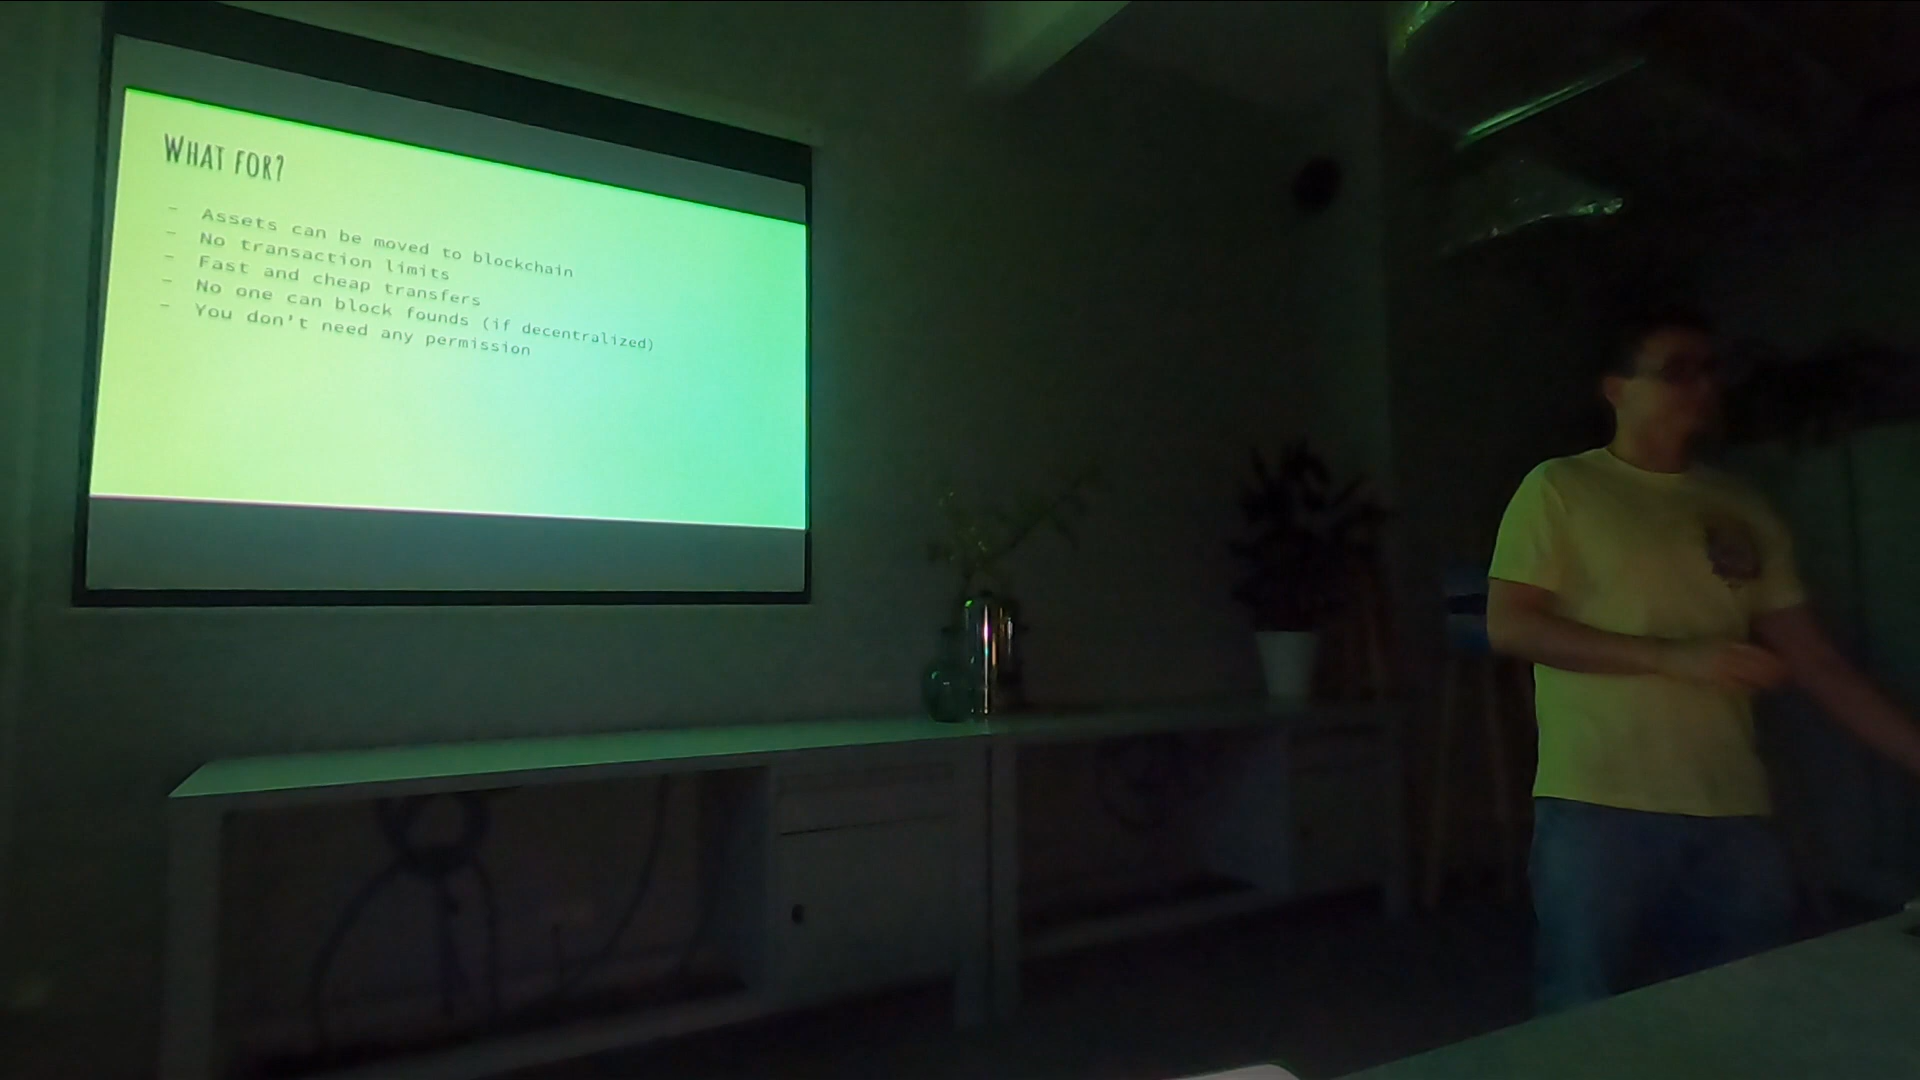 WHAT FOR?
- Assets can be moved to blockchain
- No transaction limits
- Fast and cheap transfers
- No one can block founds (if decentralized)
- You don't need any permission